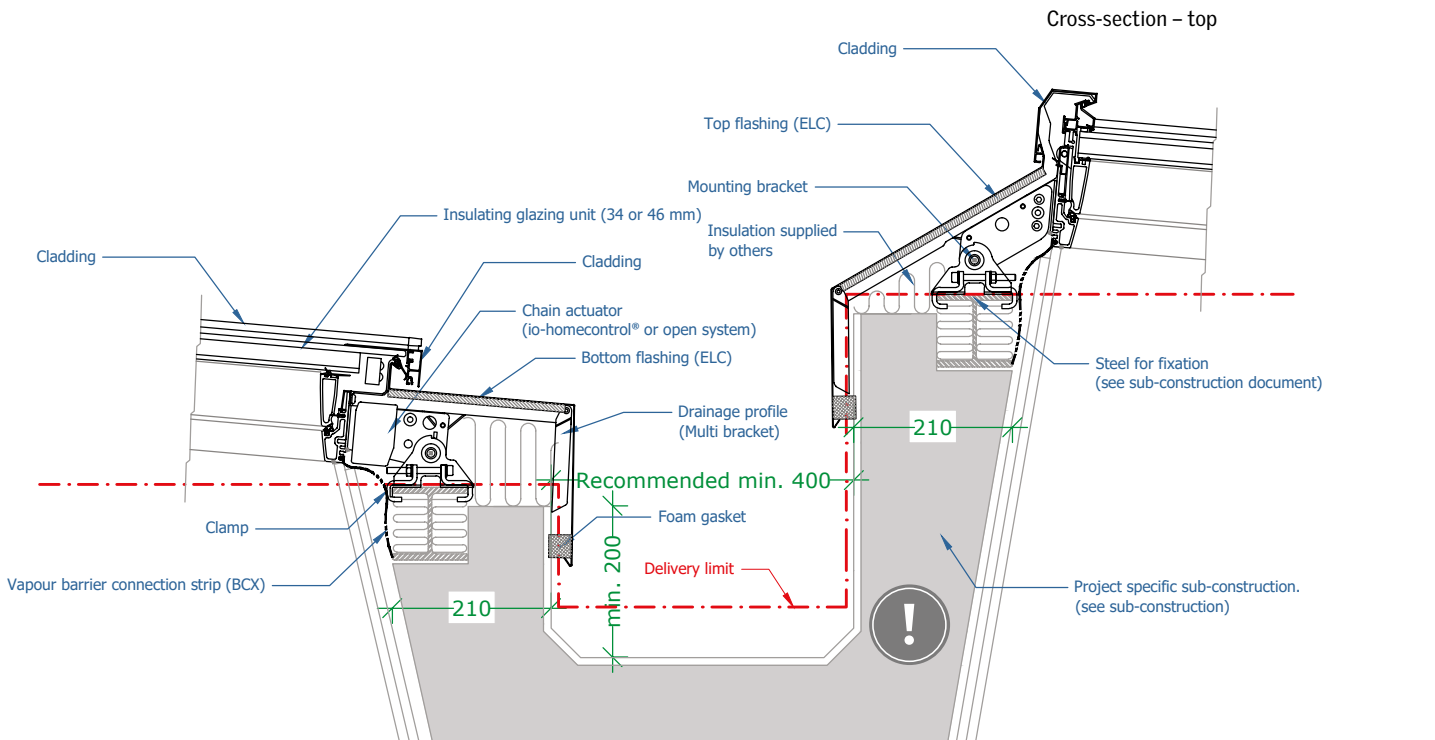 Cross-section – top
Cladding
Top flashing (ELC)
Mounting bracket
Insulation supplied
by others
Insulating glazing unit (34 or 46 mm)
Cladding
Cladding
Chain actuator
(io-homecontrol® or open system)
Bottom flashing (ELC)
Steel for fixation
(see sub-construction document)
Drainage profile
(Multi bracket)
210
Recommended min. 400
Foam gasket
Clamp
min. 200
Delivery limit
Vapour barrier connection strip (BCX)
210
!
Project specific sub-construction.
(see sub-construction)